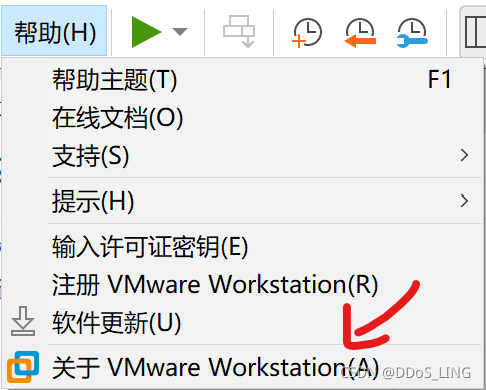 帮助(H)
帮助主题(T) F1
在线文档(O)
支持(S)
提示(H)
输入许可证密钥(E)
注册 VMware Workstation(R)
软件更新(U)
关于 VMware Workstation(A)
CSDN @DDoS_LING